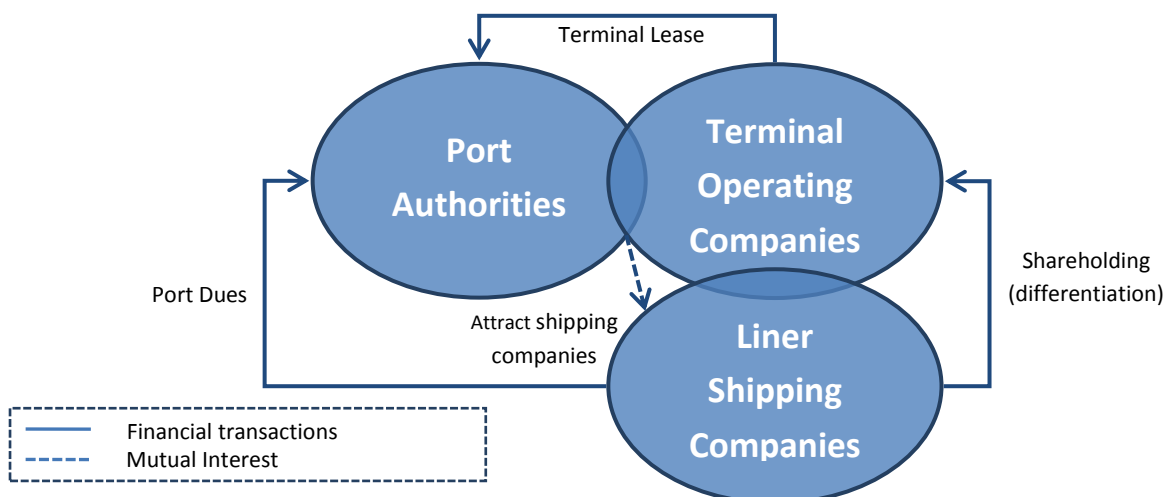 Terminal Lease
Port
Authorities
Terminal
Operating
Companies
Port Dues
Shareholding
(differentiation)
Attract shipping
companies
Liner
Shipping
Companies
Financial transactions
Mutual Interest